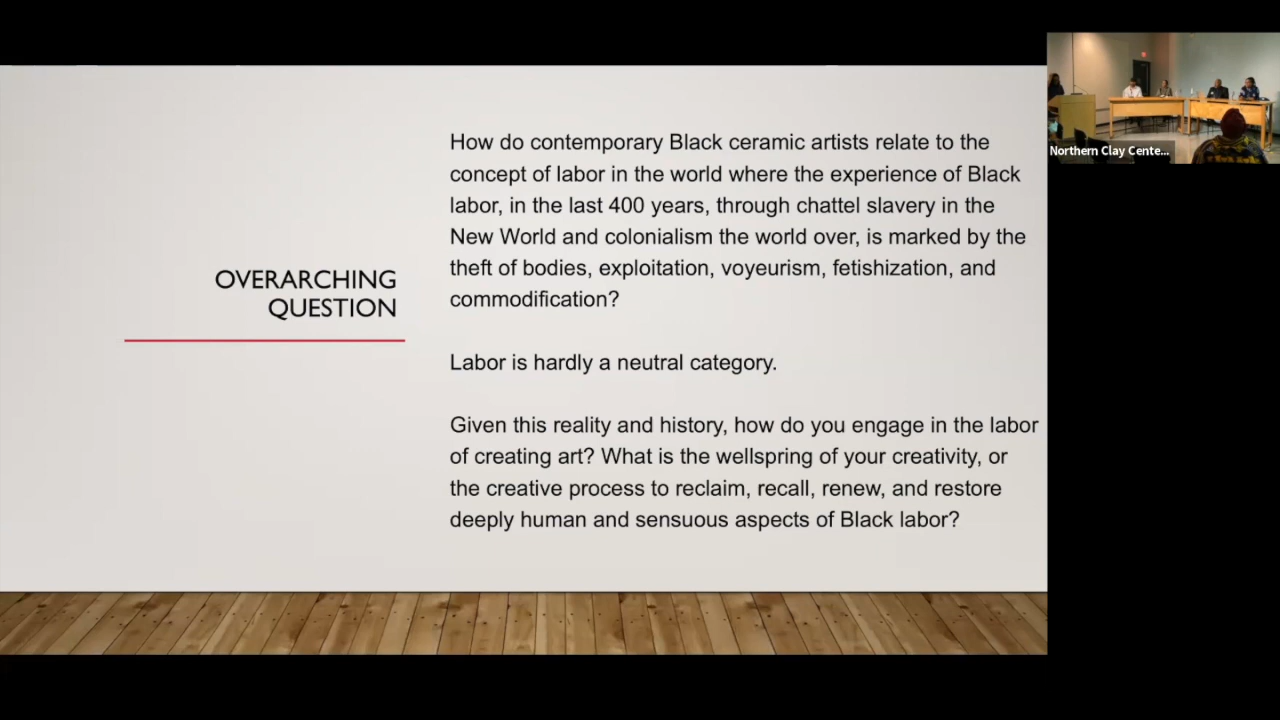 OVERARCHING
QUESTION
How do contemporary Black ceramic artists relate to the
concept of labor in the world where the experience of Black
labor, in the last 400 years, through chattel slavery in the
New World and colonialism the world over, is marked by the
theft of bodies, exploitation, voyeurism, fetishization, and
commodification?
Labor is hardly a neutral category.
Given this reality and history, how do you engage in the labor
of creating art? What is the wellspring of your creativity, or
the creative process to reclaim, recall, renew, and restore
deeply human and sensuous aspects of Black labor?
Northern Clay Cente...